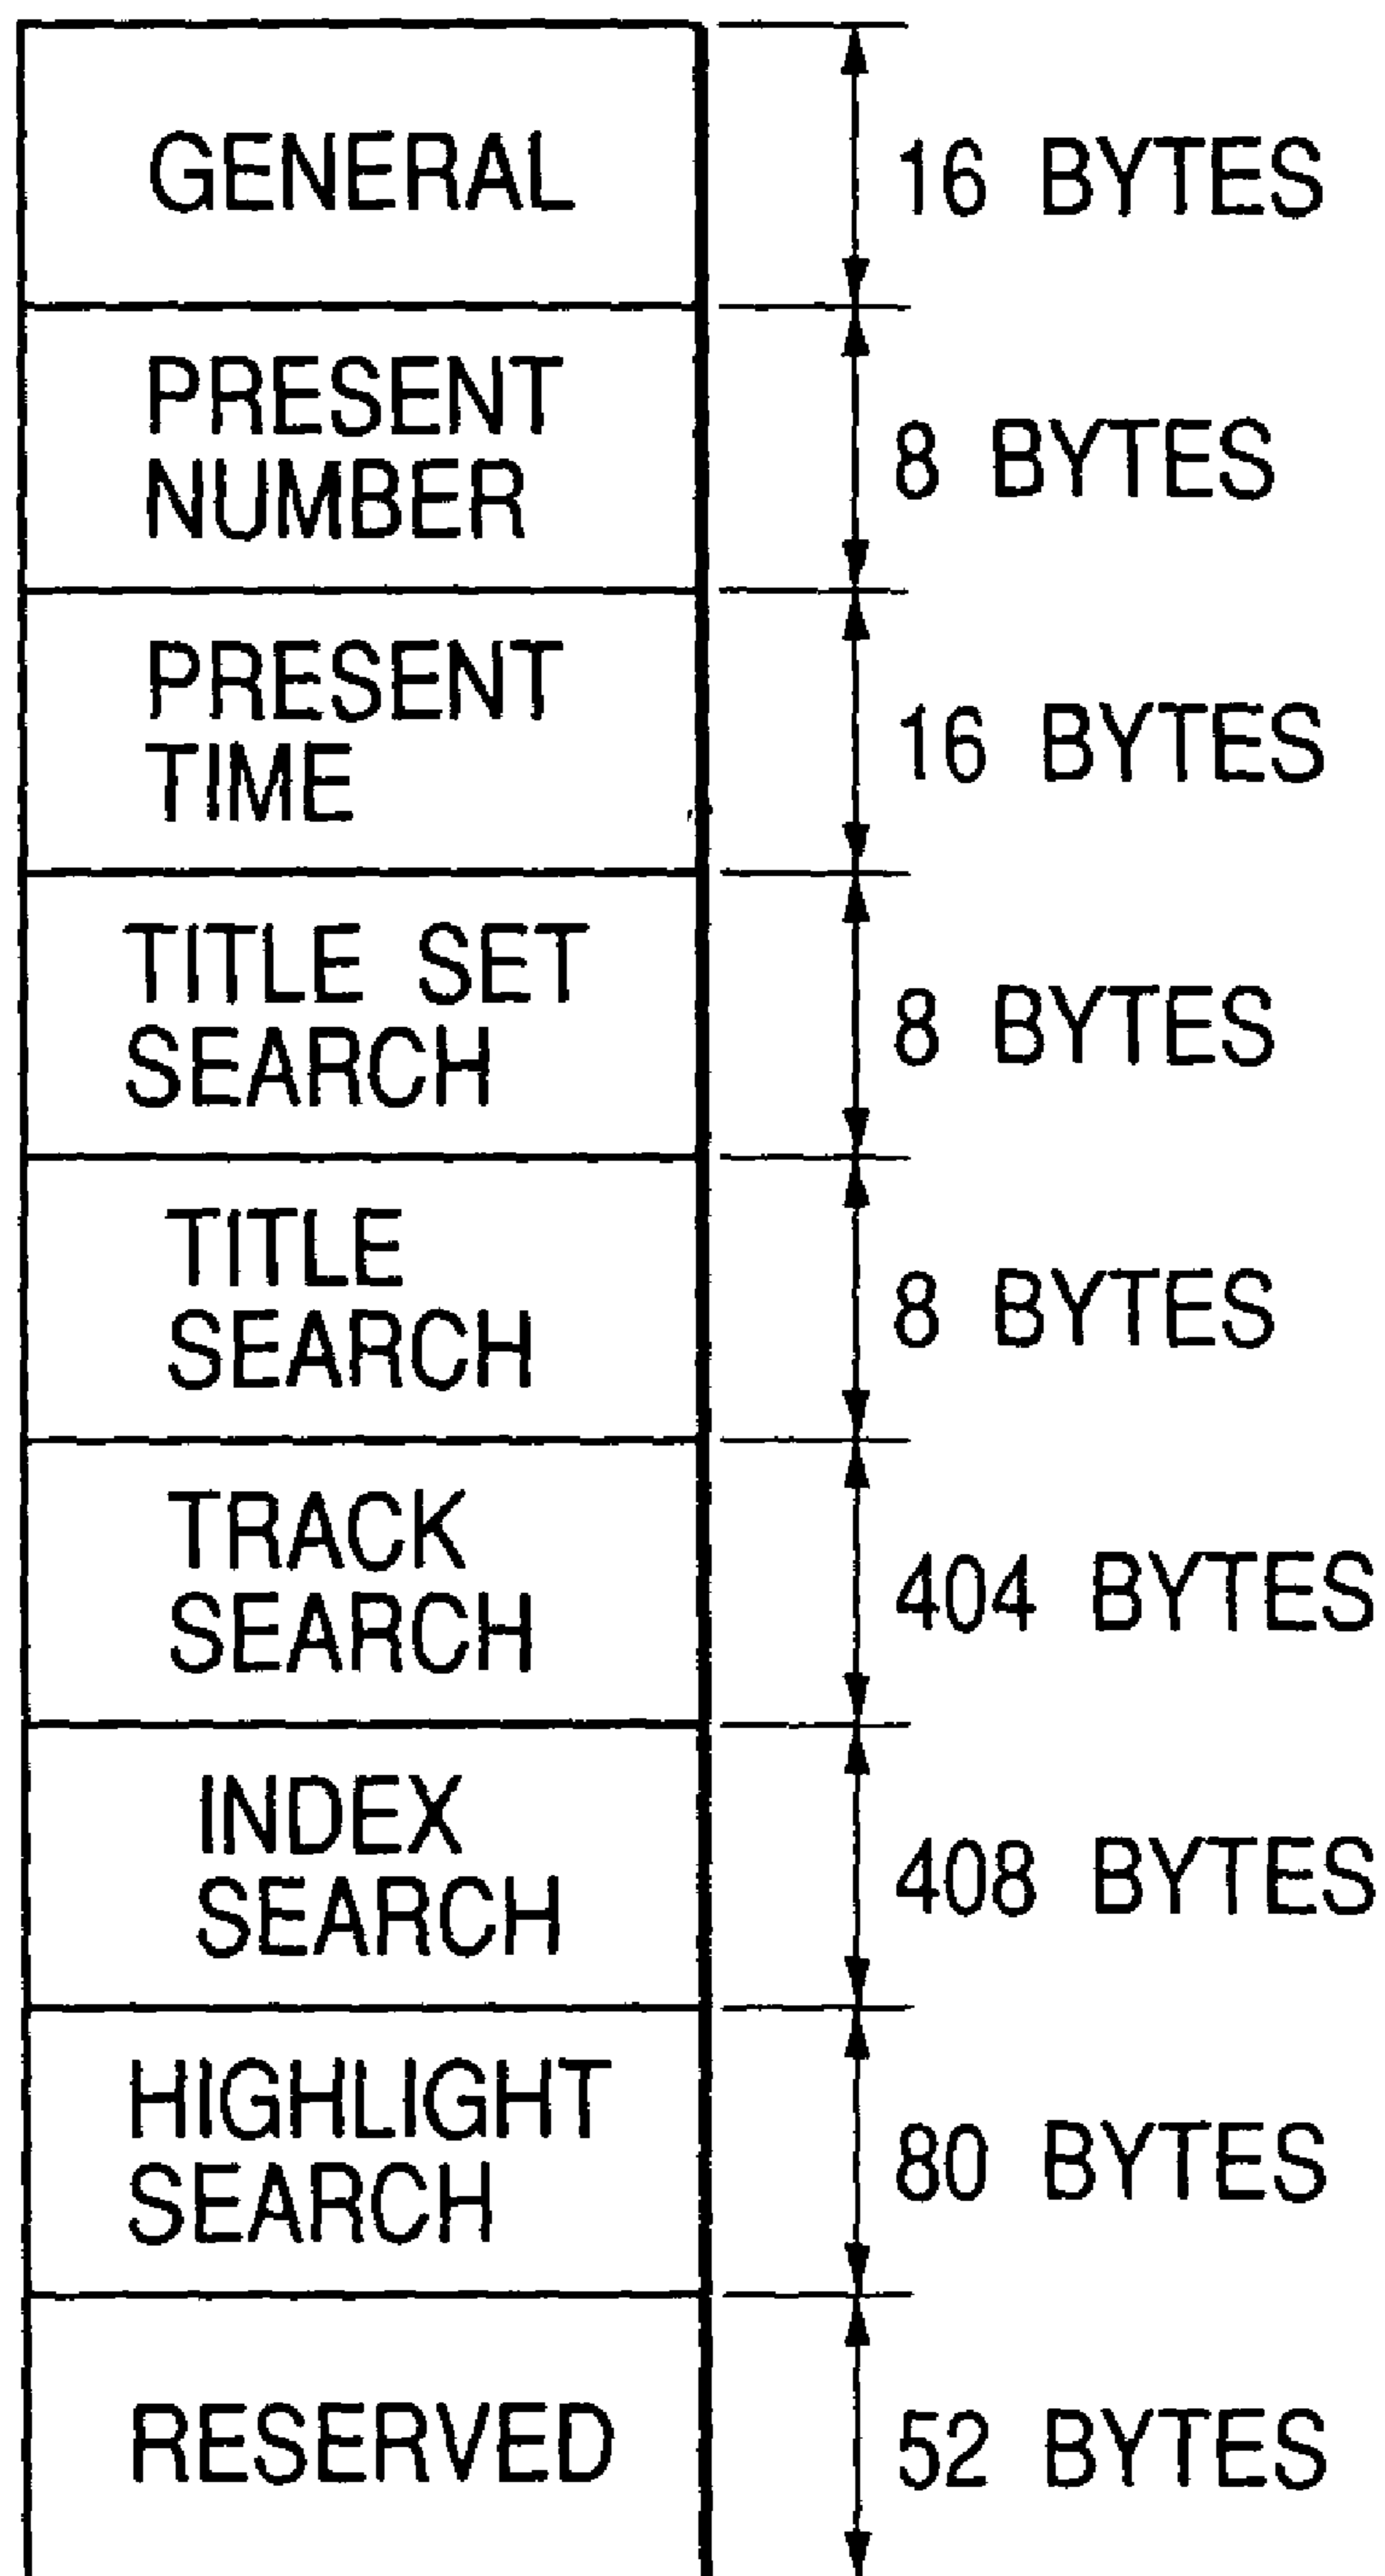 GENERAL
16 BYTES
PRESENT
NUMBER
8 BYTES
PRESENT
TIME
16 BYTES
TITLE SET
SEARCH
8 BYTES
TITLE
SEARCH
8 BYTES
TRACK
SEARCH
404 BYTES
INDEX
SEARCH
408 BYTES
HIGHLIGHT
SEARCH
80 BYTES
RESERVED
52 BYTES